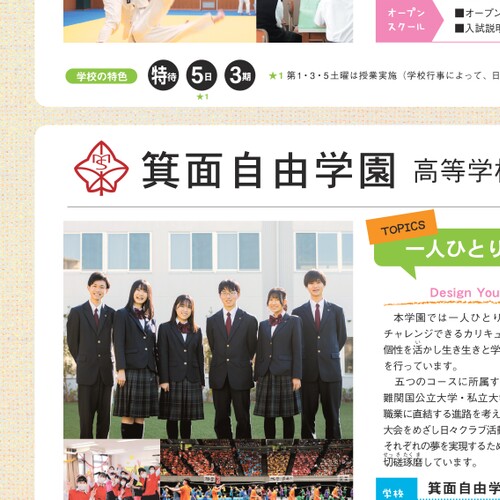 オープン
スクール
■オープン
■入試説明
学校の特色
特待
5日
3期
★1 第1・3・5土曜は授業実施(学校行事によって、日
★1
箕面自由学園 高等学校
TOPICS
一人ひとり
Design You
本学園では一人ひとり
チャレンジできるカリキュ
個性を活かし生き生きと学
を行っています。
五つのコースに所属す
難関国公立大学・私立大
職業に直結する進路を考え
大会をめざし日々クラブ活動
それぞれの夢を実現するため
せっさたくま
切磋琢磨しています。
学校
箕面自由学